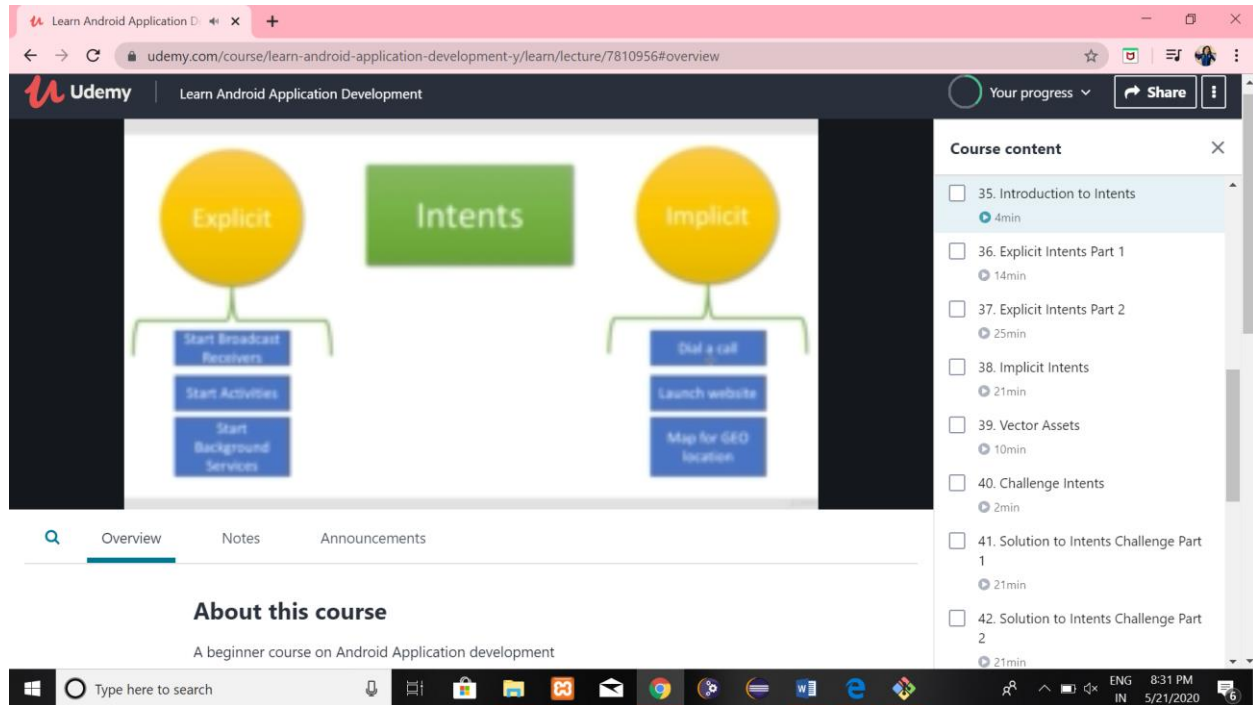 Learn Android Application D
udemy.com/course/learn-android-application-development-y/learn/lecture/7810956#overview
Udemy
Learn Android Application Development
Your progress
Share
Explicit
Intents
Implicit
Start Broadcast
Receivers
Start Activities
Start
Background
Services
Dial a call
Launch website
Map for GEO
location
Course content
35. Introduction to Intents
4min
36. Explicit Intents Part 1
14min
37. Explicit Intents Part 2
25min
38. Implicit Intents
21min
39. Vector Assets
10min
40. Challenge Intents
2min
41. Solution to Intents Challenge Part
1
21min
42. Solution to Intents Challenge Part
2
21min
Overview
Notes
Announcements
About this course
A beginner course on Android Application development
Type here to search
ENG
IN
8:31 PM
5/21/2020
6